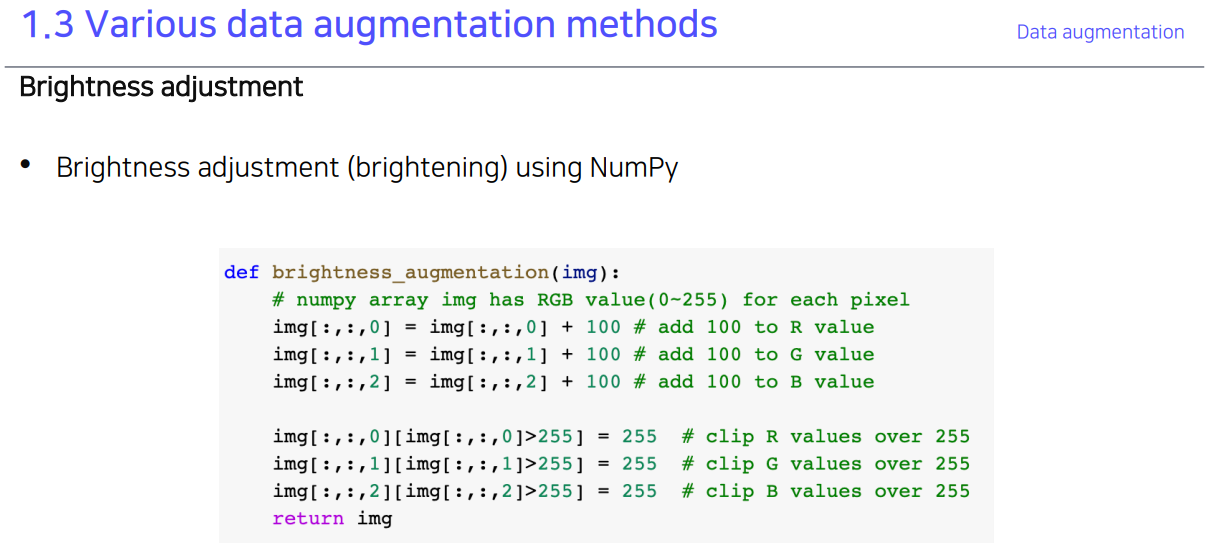 1.3 Various data augmentation methods
Data augmentation
Brightness adjustment
• Brightness adjustment (brightening) using NumPy
def brightness_augmentation(img):
    # numpy array img has RGB value(0~255) for each pixel
    img[:,:,0] = img[:,:,0] + 100 # add 100 to R value
    img[:,:,1] = img[:,:,1] + 100 # add 100 to G value
    img[:,:,2] = img[:,:,2] + 100 # add 100 to B value

    img[:,:,0][img[:,:,0]>255] = 255  # clip R values over 255
    img[:,:,1][img[:,:,1]>255] = 255  # clip G values over 255
    img[:,:,2][img[:,:,2]>255] = 255  # clip B values over 255
    return img